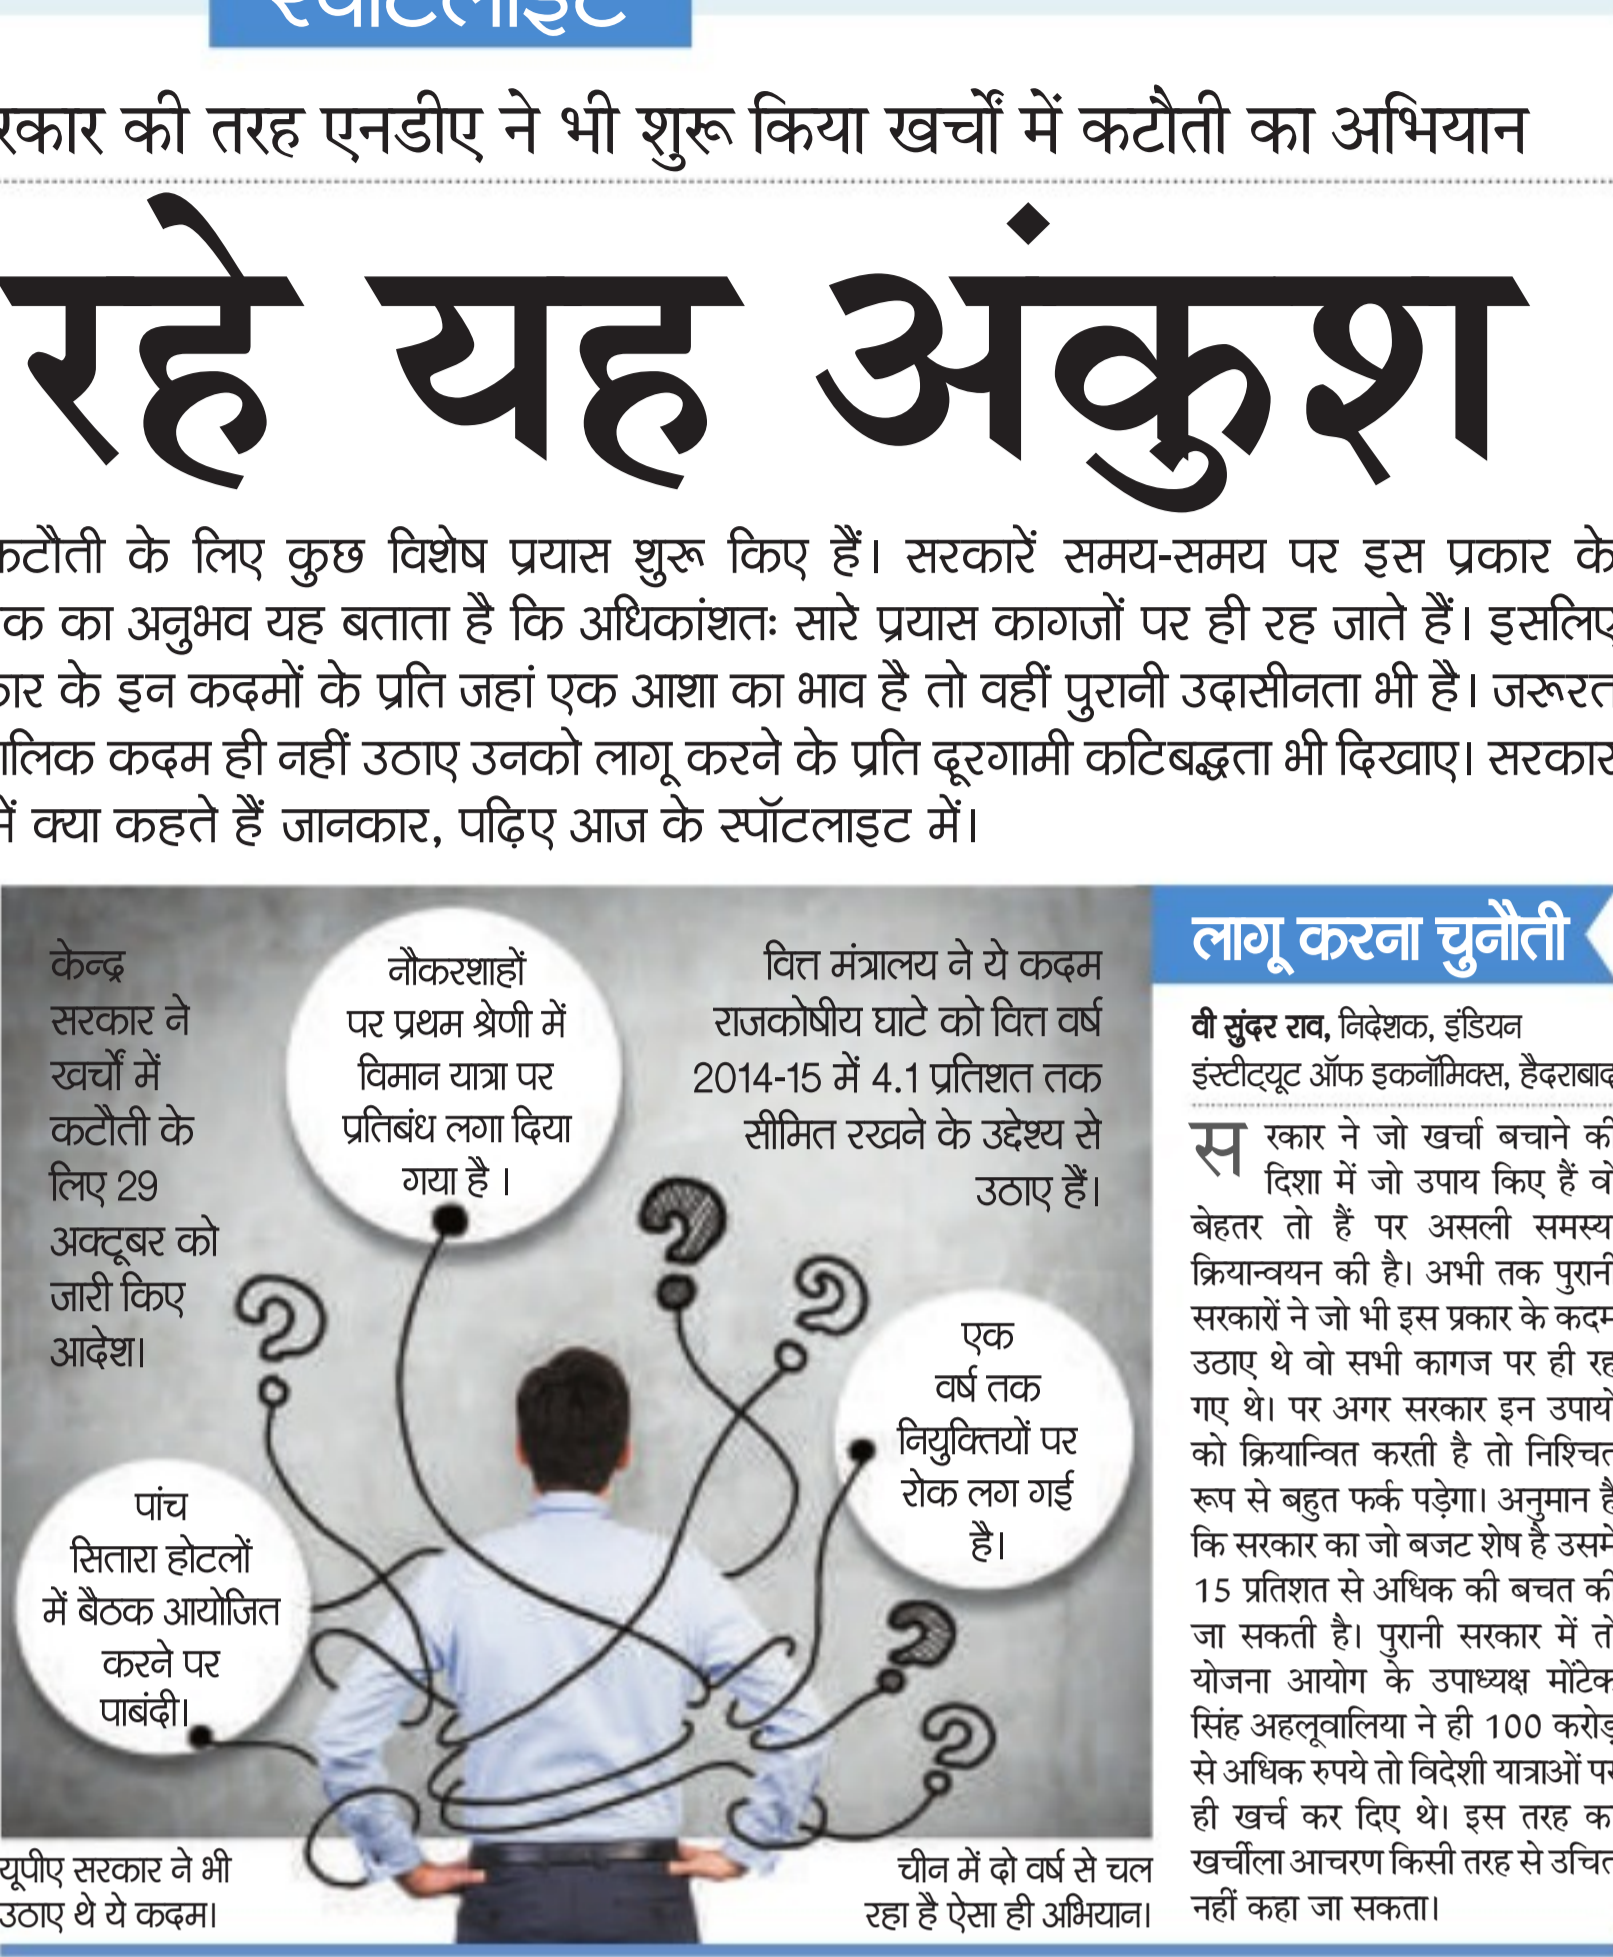 स्पॉटलाइट
रकार की तरह एनडीए ने भी शुरू किया खर्चों में कटौती का अभियान
रहे यह अंकुश
कटौती के लिए कुछ विशेष प्रयास शुरू किए हैं। सरकारें समय-समय पर इस प्रकार के
क का अनुभव यह बताता है कि अधिकांशतः सारे प्रयास कागजों पर ही रह जाते हैं। इसलिए
कार के इन कदमों के प्रति जहां एक आशा का भाव है तो वहीं पुरानी उदासीनता भी है। जरूरत
ालिक कदम ही नहीं उठाए उनको लागू करने के प्रति दूरगामी कटिबद्धता भी दिखाए। सरकार
में क्या कहते हैं जानकार, पढ़िए आज के स्पॉटलाइट में।
केन्द्र
सरकार ने
खर्चों में
कटौती के
लिए 29
अक्टूबर को
जारी किए
आदेश।
नौकरशाहों
पर प्रथम श्रेणी में
विमान यात्रा पर
प्रतिबंध लगा दिया
गया है ।
वित्त मंत्रालय ने ये कदम
राजकोषीय घाटे को वित्त वर्ष
2014-15 में 4.1 प्रतिशत तक
सीमित रखने के उद्देश्य से
उठाए हैं।
एक
वर्ष तक
नियुक्तियों पर
रोक लग गई
है।
पांच
सितारा होटलों
में बैठक आयोजित
करने पर
पाबंदी।
यूपीए सरकार ने भी
उठाए थे ये कदम।
चीन में दो वर्ष से चल
रहा है ऐसा ही अभियान।
लागू करना चुनौती
वी सुंदर राव, निदेशक, इंडियन
इंस्टीट्यूट ऑफ इकनॉमिक्स, हैदराबाद
सरकार ने जो खर्चा बचाने की
दिशा में जो उपाय किए हैं वो
बेहतर तो हैं पर असली समस्या
क्रियान्वयन की है। अभी तक पुरानी
सरकारों ने जो भी इस प्रकार के कदम
उठाए थे वो सभी कागज पर ही रह
गए थे। पर अगर सरकार इन उपायों
को क्रियान्वित करती है तो निश्चित
रूप से बहुत फर्क पड़ेगा। अनुमान है
कि सरकार का जो बजट शेष है उसमें
15 प्रतिशत से अधिक की बचत की
जा सकती है। पुरानी सरकार में तो
योजना आयोग के उपाध्यक्ष मोंटेक
सिंह अहलूवालिया ने ही 100 करोड़
से अधिक रुपये तो विदेशी यात्राओं पर
ही खर्च कर दिए थे। इस तरह का
खर्चीला आचरण किसी तरह से उचित
नहीं कहा जा सकता।